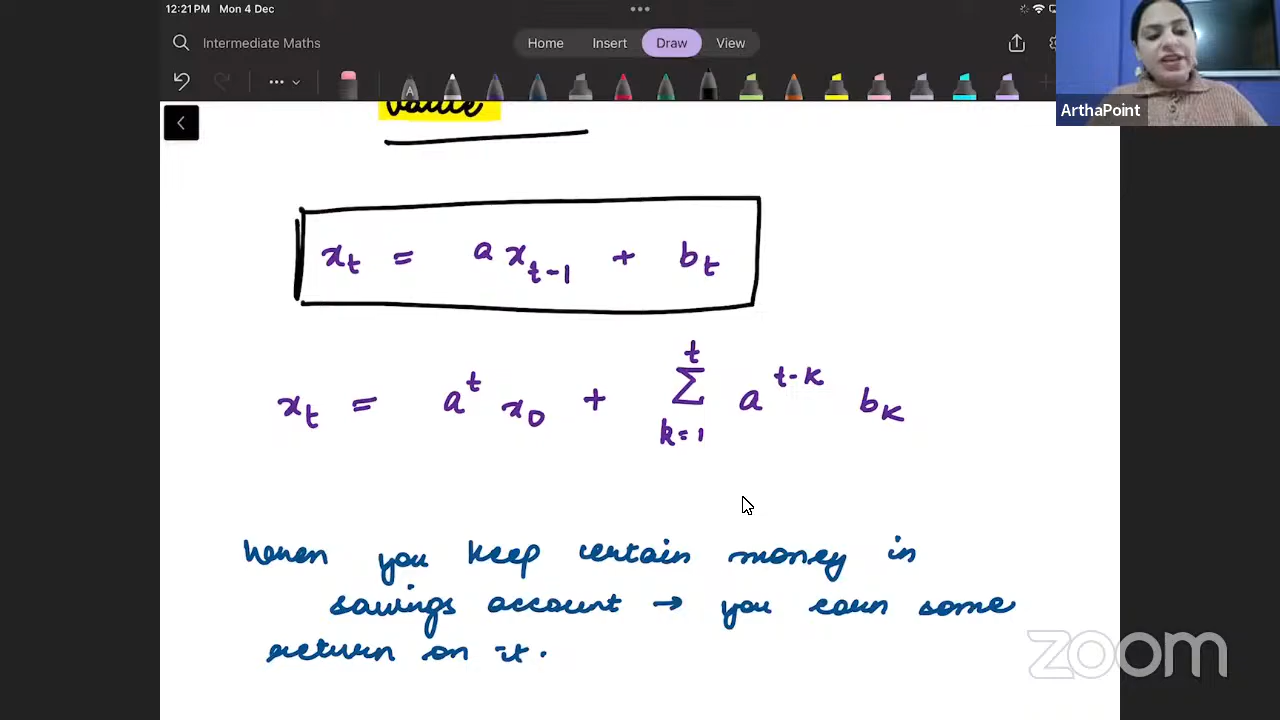 12:21 PM Mon 4 Dec
Intermediate Maths
Home Insert Draw View
ArthaPoint
value
x_t = a x_{t-1} + b_t
x_t = a^t x_0 + Σ_{k=1}^{t} a^{t-k} b_k
When you keep certain money in
savings account → you earn some
return on it.
zoom